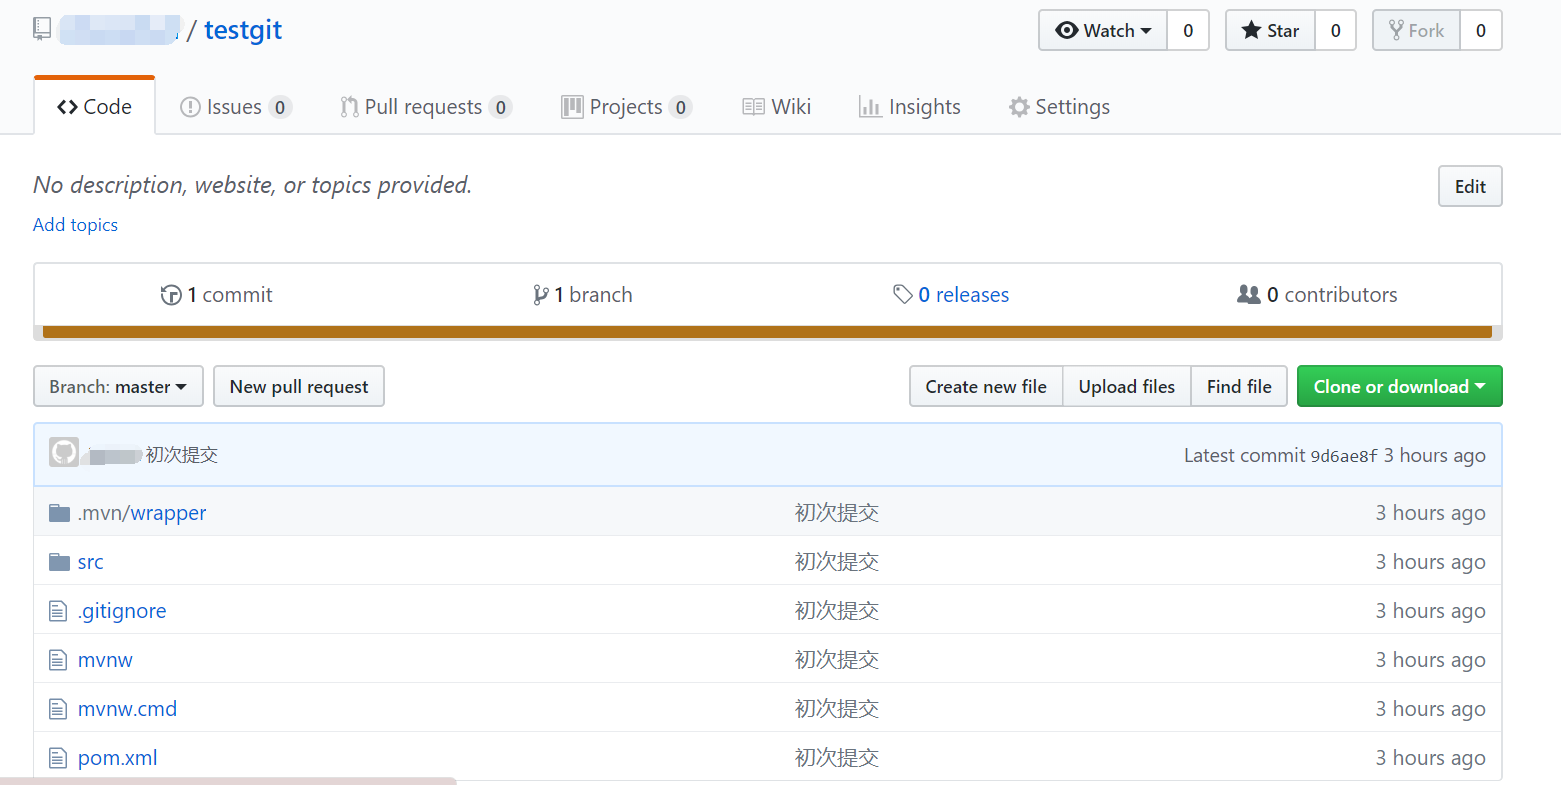 / testgit
Watch 0 Star 0 Fork 0
Code Issues 0 Pull requests 0 Projects 0 Wiki Insights Settings
No description, website, or topics provided.
Edit
Add topics
1 commit 1 branch 0 releases 0 contributors
Branch: master New pull request Create new file Upload files Find file Clone or download
初次提交 Latest commit 9d6ae8f 3 hours ago
.mvn/wrapper 初次提交 3 hours ago
src 初次提交 3 hours ago
.gitignore 初次提交 3 hours ago
mvnw 初次提交 3 hours ago
mvnw.cmd 初次提交 3 hours ago
pom.xml 初次提交 3 hours ago